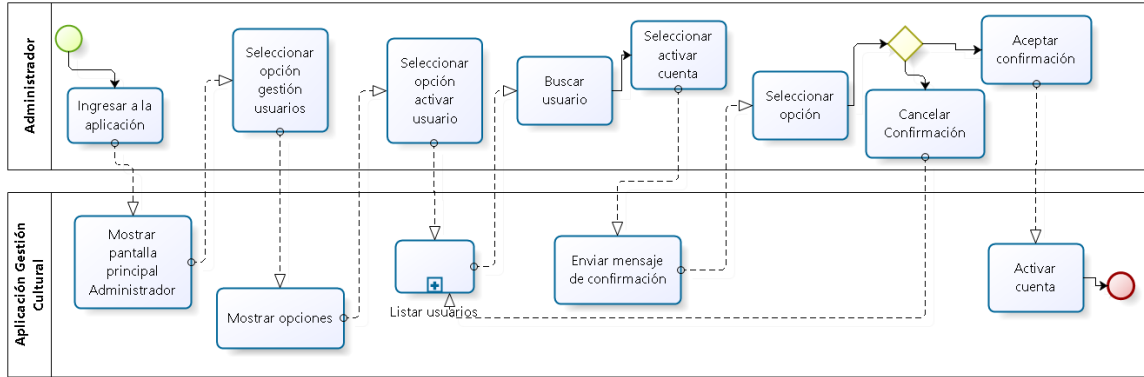 Administrador
Ingresar a la
aplicación
Seleccionar
opción
gestión
usuarios
Seleccionar
opción
activar
usuario
Buscar
usuario
Seleccionar
activar
cuenta
Seleccionar
opción
Cancelar
Confirmación
Aceptar
confirmación
Aplicación Gestión
Cultural
Mostrar
pantalla
principal
Administrador
Mostrar opciones
Listar usuarios
Enviar mensaje
de confirmación
Activar
cuenta